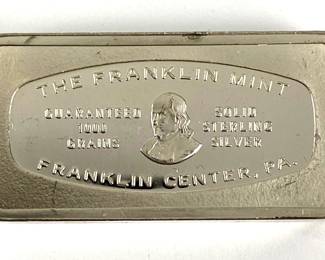 THE FRANKLIN MINT
GUARANTEED
1000
GRAINS
SOLID
STERLING
SILVER
FRANKLIN CENTER, PA.